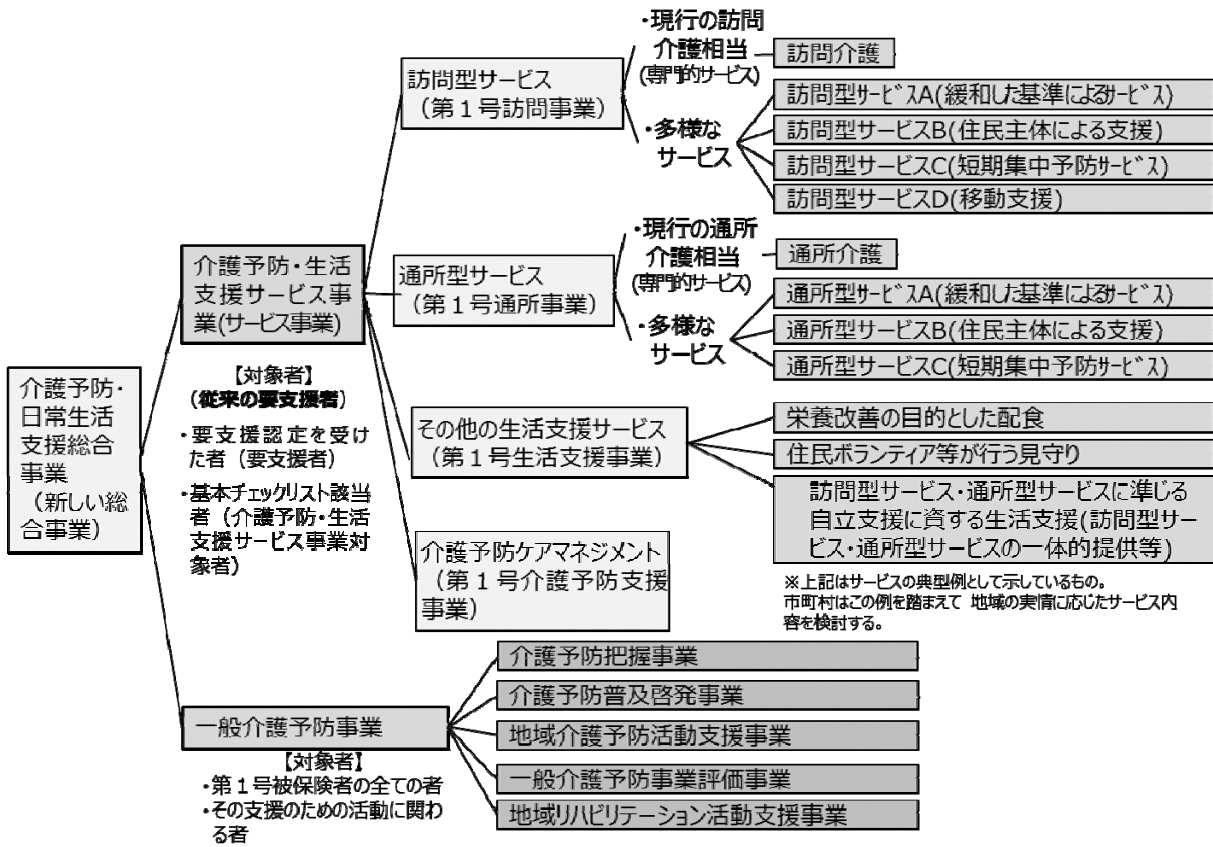 介護予防・
日常生活
支援総合
事業
（新しい総
合事業）
介護予防・生活
支援サービス事
業(サービス事業)
【対象者】
（従来の要支援者）
・要支援認定を受け
た者（要支援者）
・基本チェックリスト該当
者（介護予防・生活
支援サービス事業対
象者）
訪問型サービス
（第１号訪問事業）
・現行の訪問
介護相当
(専門的サービス)
訪問介護
・多様な
サービス
訪問型ｻｰﾋﾞｽA(緩和した基準によるｻｰﾋﾞｽ)
訪問型サービスB(住民主体による支援)
訪問型サービスC(短期集中予防ｻｰﾋﾞｽ)
訪問型サービスD(移動支援)
通所型サービス
（第１号通所事業）
・現行の通所
介護相当
(専門的サービス)
通所介護
・多様な
サービス
通所型ｻｰﾋﾞｽA(緩和した基準によるｻｰﾋﾞｽ)
通所型サービスB(住民主体による支援)
通所型サービスC(短期集中予防ｻｰﾋﾞｽ)
その他の生活支援サービス
（第１号生活支援事業）
栄養改善の目的とした配食
住民ボランティア等が行う見守り
訪問型サービス・通所型サービスに準じる
自立支援に資する生活支援(訪問型サー
ビス・通所型サービスの一体的提供等)
※上記はサービスの典型例として示しているもの。
市町村はこの例を踏まえて 地域の実情に応じたサービス内
容を検討する。
介護予防ケアマネジメント
（第１号介護予防支援
事業）
一般介護予防事業
【対象者】
・第１号被保険者の全ての者
・その支援のための活動に関わ
る者
介護予防把握事業
介護予防普及啓発事業
地域介護予防活動支援事業
一般介護予防事業評価事業
地域リハビリテーション活動支援事業